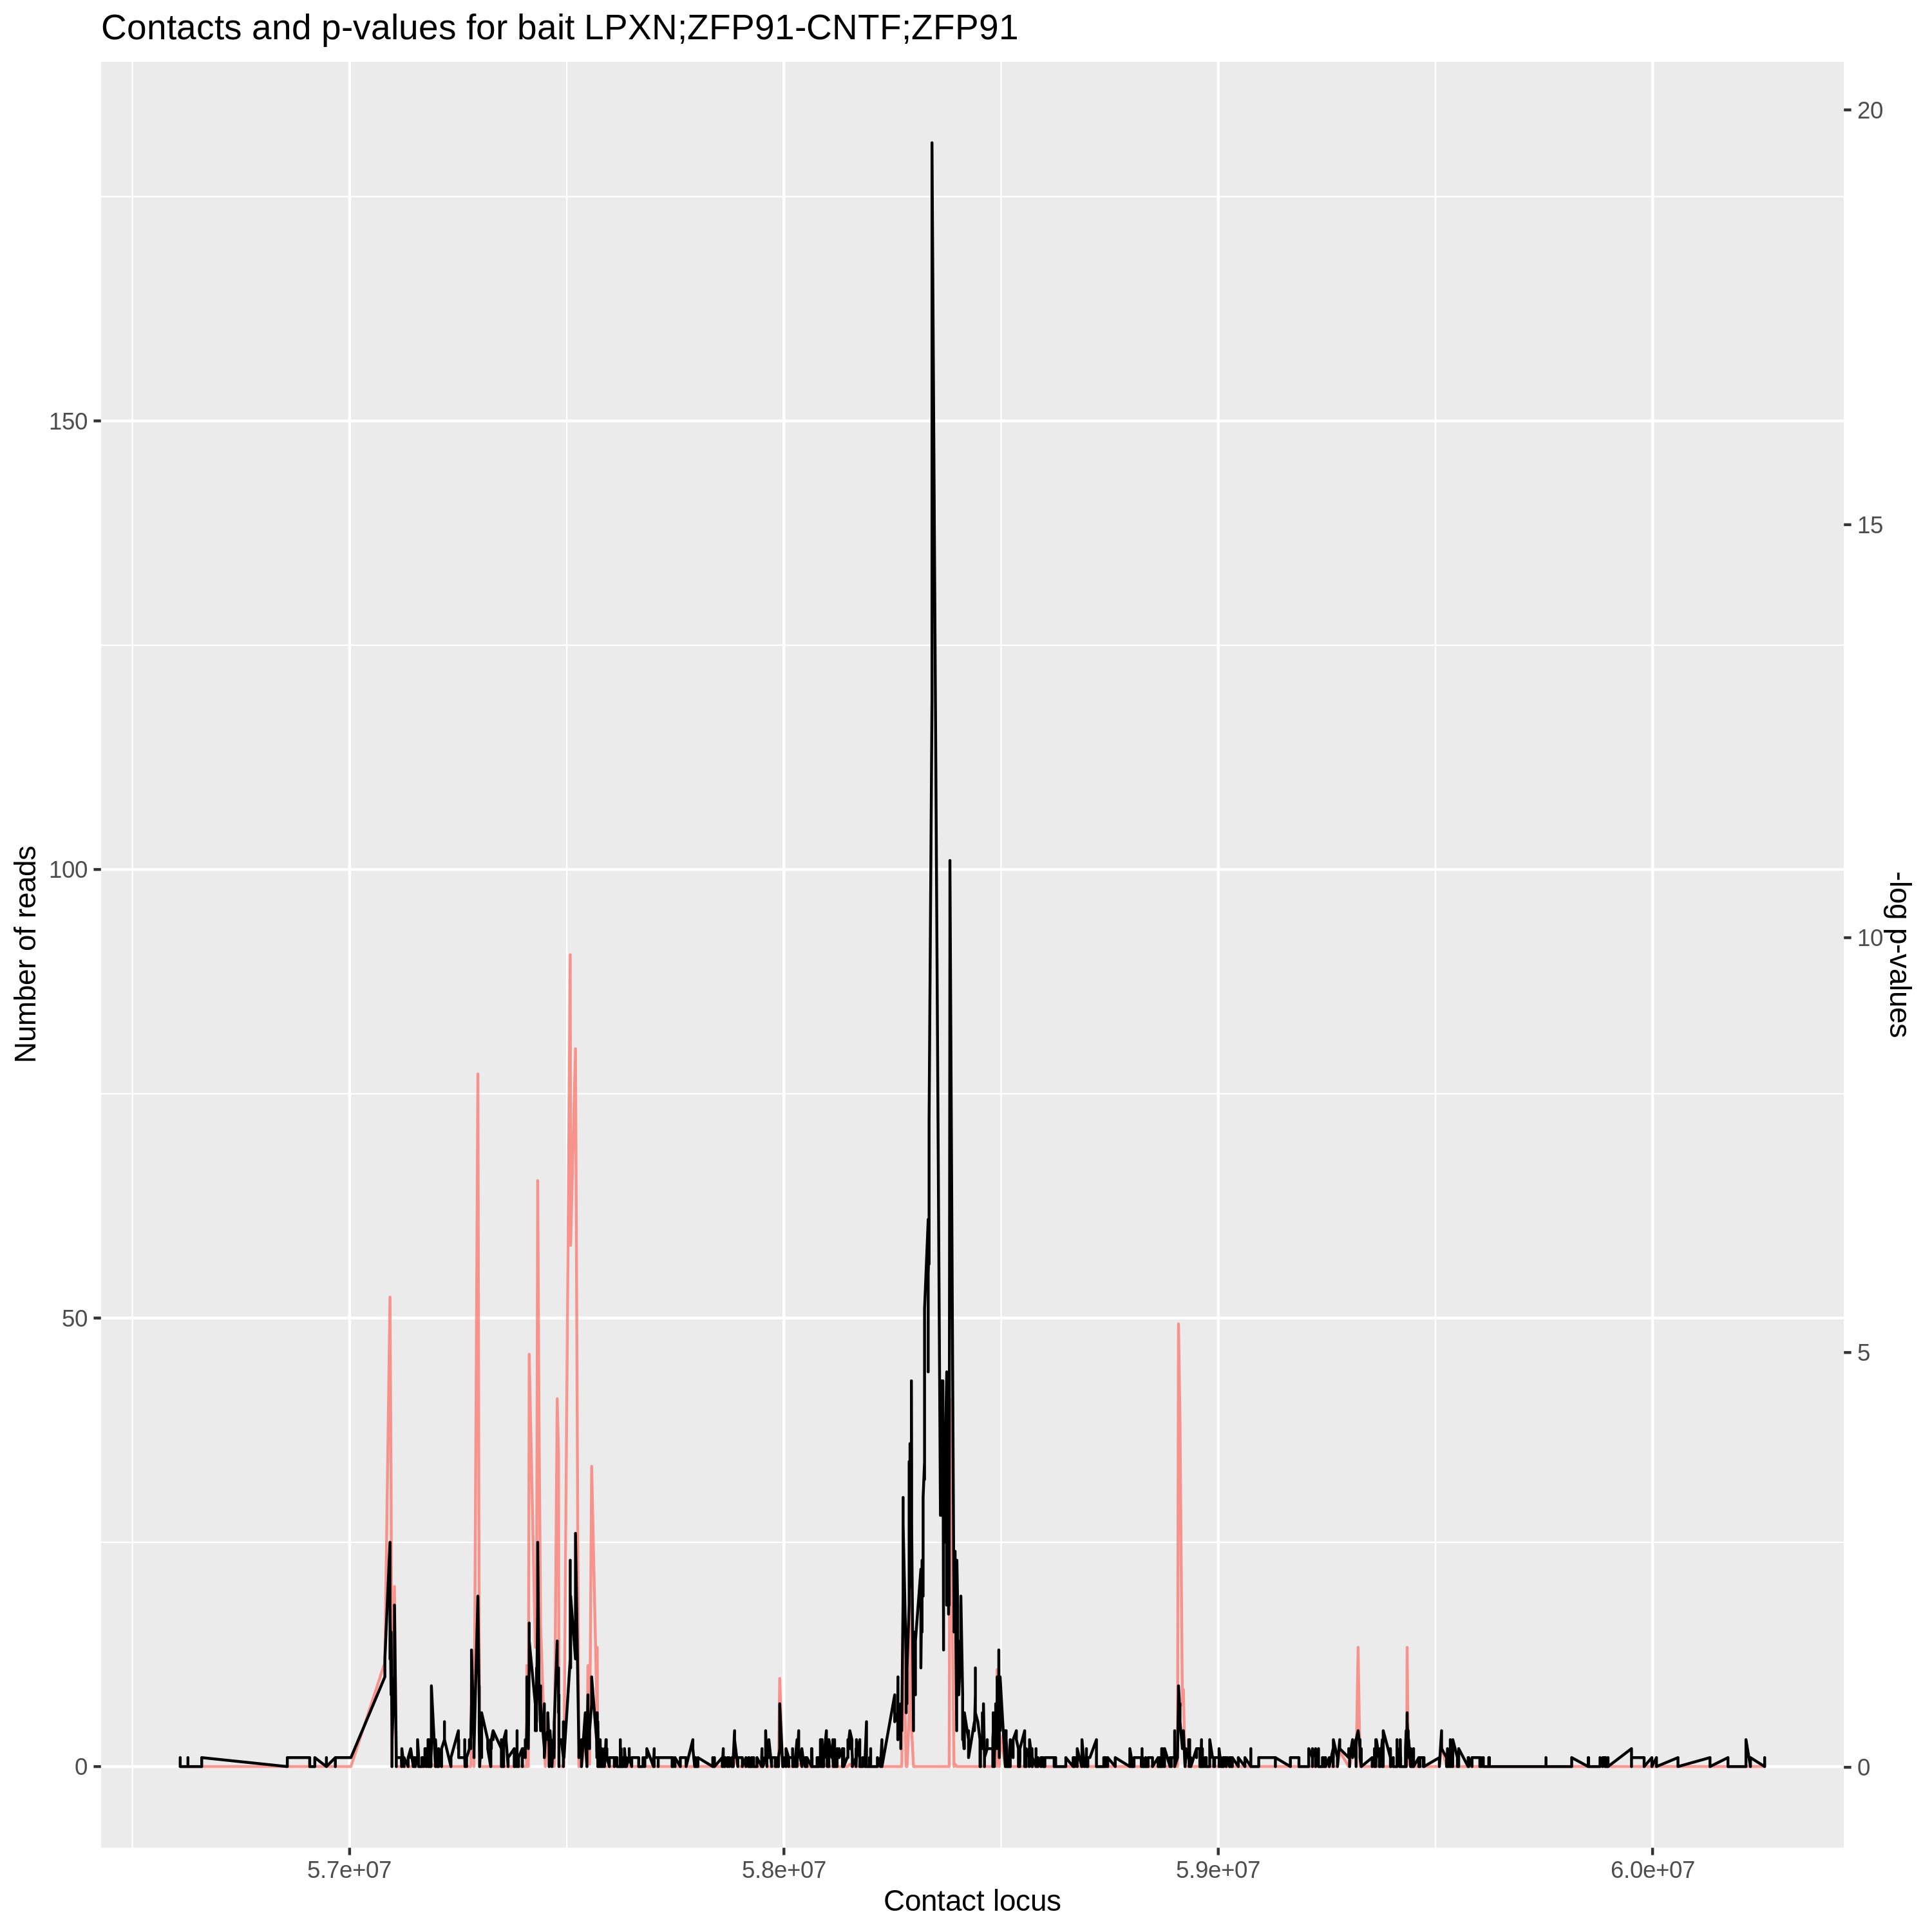 Contacts and p-values for bait LPXN;ZFP91-CNTF;ZFP91
20
150
15
100
10
Number of reads
-log p-values
50
5
0
0
5.7e+07 5.8e+07 5.9e+07 6.0e+07
Contact locus